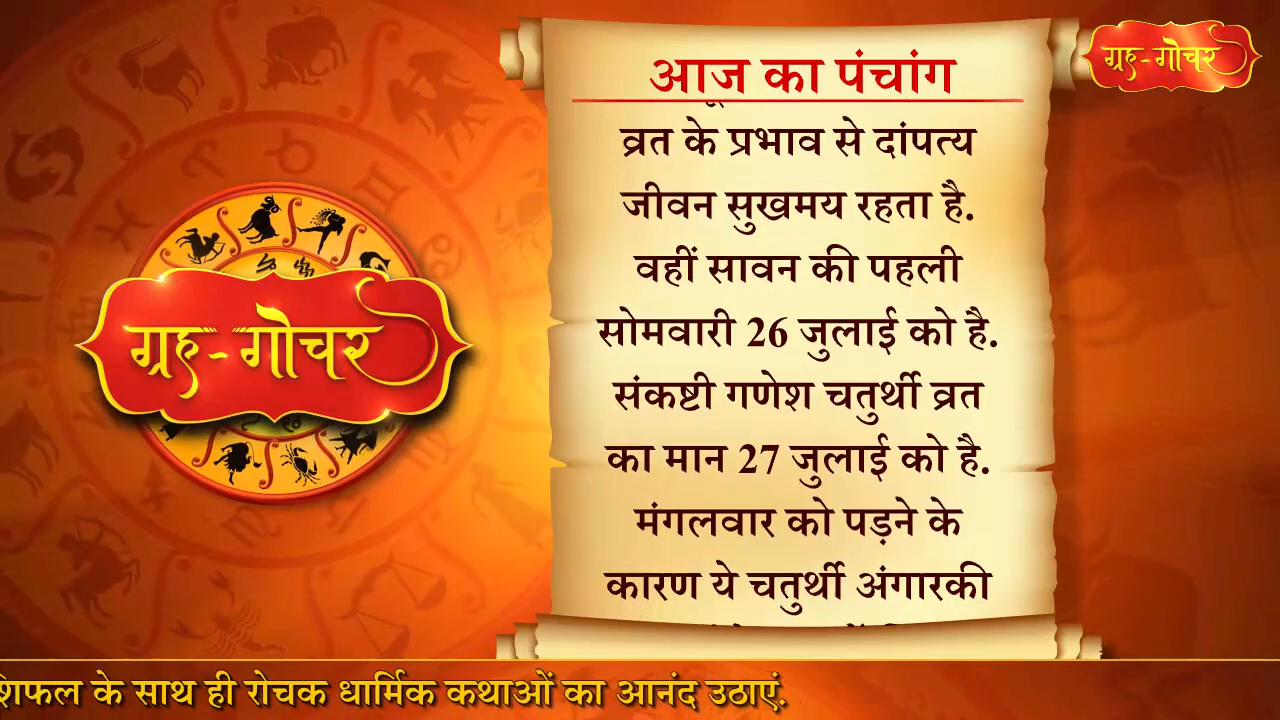 ग्रह-गोचर
आज का पंचांग
व्रत के प्रभाव से दांपत्य
जीवन सुखमय रहता है.
वहीं सावन की पहली
सोमवारी 26 जुलाई को है.
संकष्टी गणेश चतुर्थी व्रत
का मान 27 जुलाई को है.
मंगलवार को पड़ने के
कारण ये चतुर्थी अंगारकी
ग्रह-गोचर
के साथ ही रोचक धार्मिक कथाओं का आनंद उठाएं.